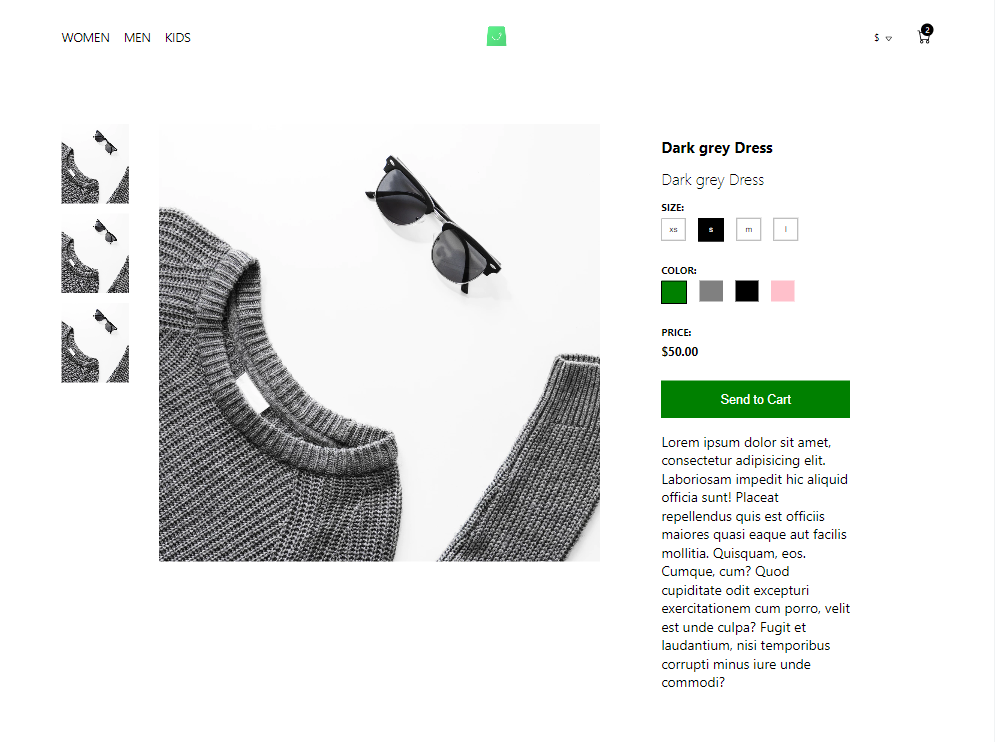 WOMEN MEN KIDS
$ 2
Dark grey Dress
Dark grey Dress
SIZE:
xs s m l
COLOR:
PRICE:
$50.00
Send to Cart
Lorem ipsum dolor sit amet,
consectetur adipisicing elit.
Laboriosam impedit hic aliquid
officia sunt! Placeat
repellendus quis est officiis
maiores quasi eaque aut facilis
mollitia. Quisquam, eos.
Cumque, cum? Quod
cupiditate odit excepturi
exercitationem cum porro, velit
est unde culpa? Fugit et
laudantium, nisi temporibus
corrupti minus iure unde
commodi?